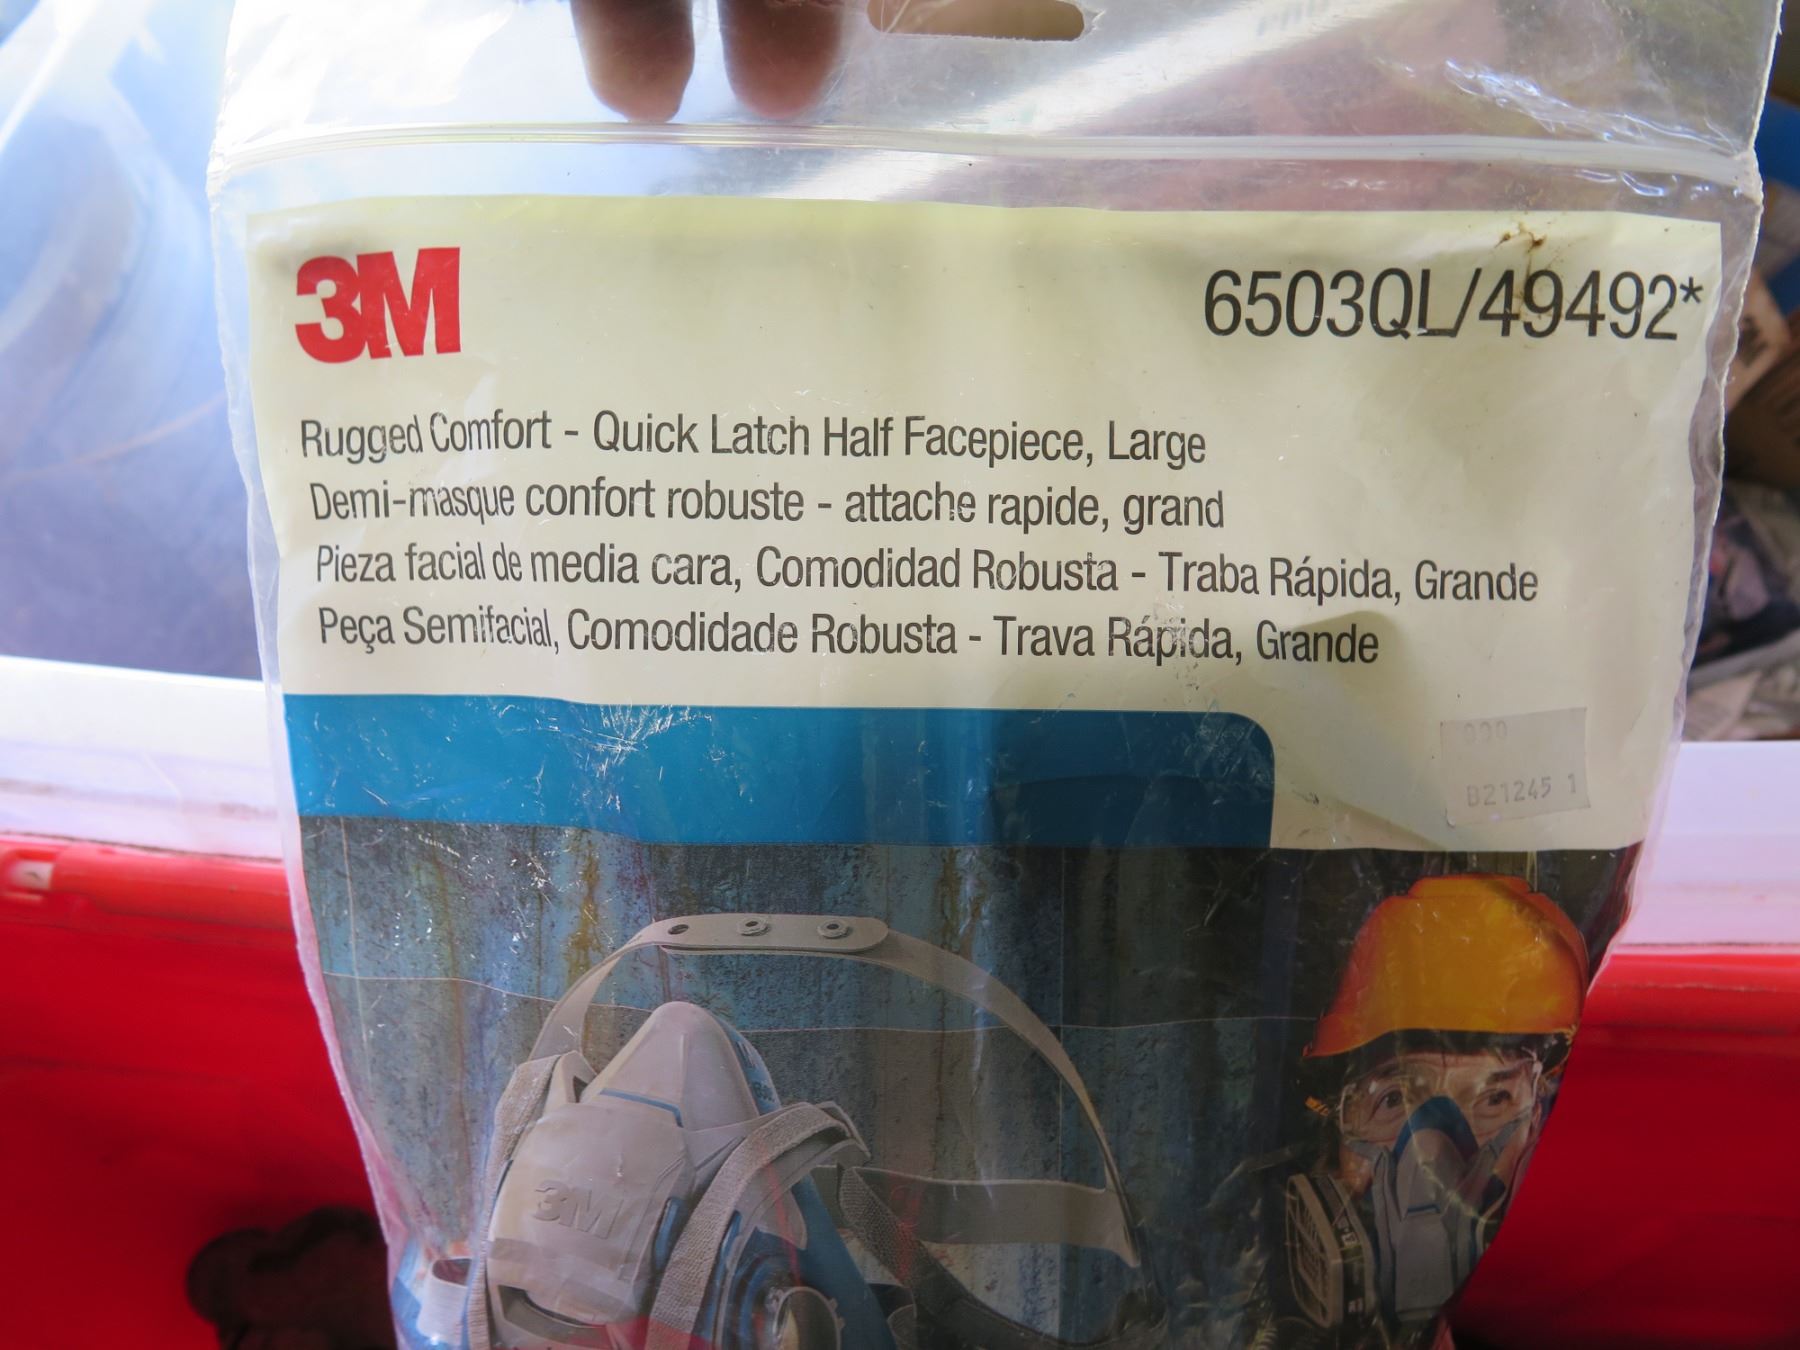 3M
6503QL/49492*
Rugged Comfort - Quick Latch Half Facepiece, Large
Demi-masque confort robuste - attache rapide, grand
Pieza facial de media cara, Comodidad Robusta - Traba Rápida, Grande
Peça Semifacial, Comodidade Robusta - Trava Rápida, Grande
B21245 1
3M